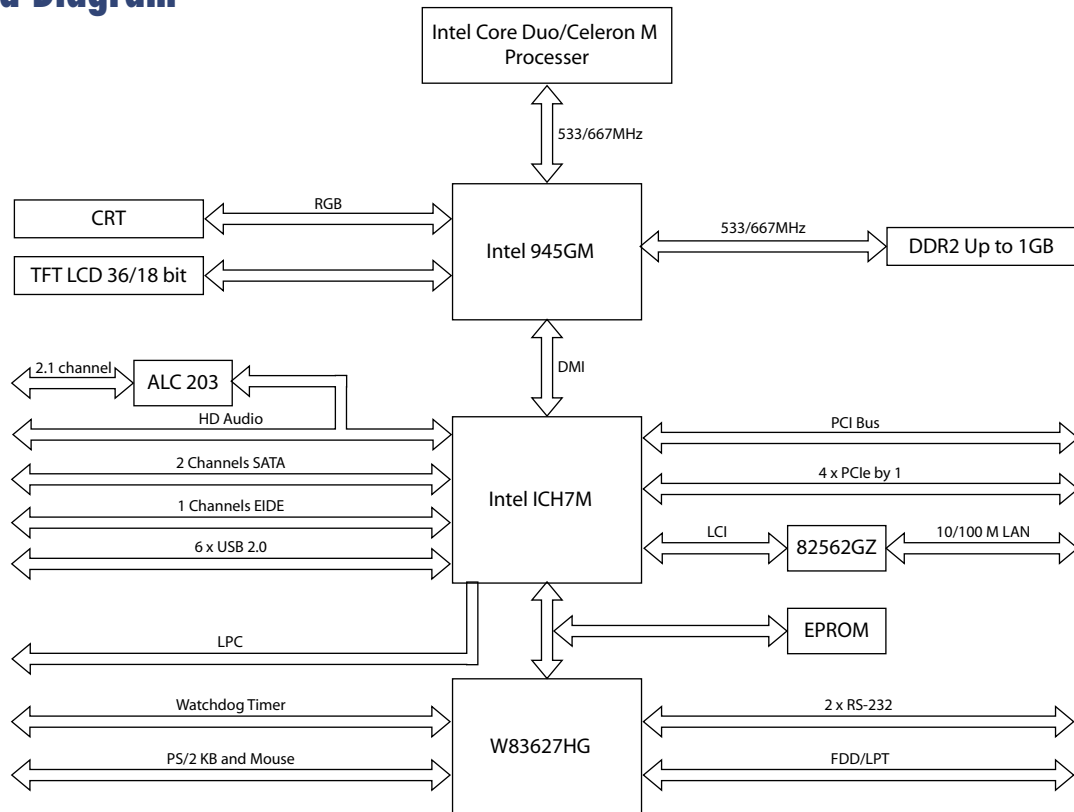 Diagram
Intel Core Duo/Celeron M
Processer
533/667MHz
CRT
RGB
Intel 945GM
533/667MHz
DDR2 Up to 1GB
TFT LCD 36/18 bit
DMI
2.1 channel
ALC 203
HD Audio
PCI Bus
2 Channels SATA
4 x PCIe by 1
Intel ICH7M
1 Channels EIDE
LCI
82562GZ
10/100 M LAN
6 x USB 2.0
EPROM
LPC
Watchdog Timer
2 x RS-232
W83627HG
PS/2 KB and Mouse
FDD/LPT